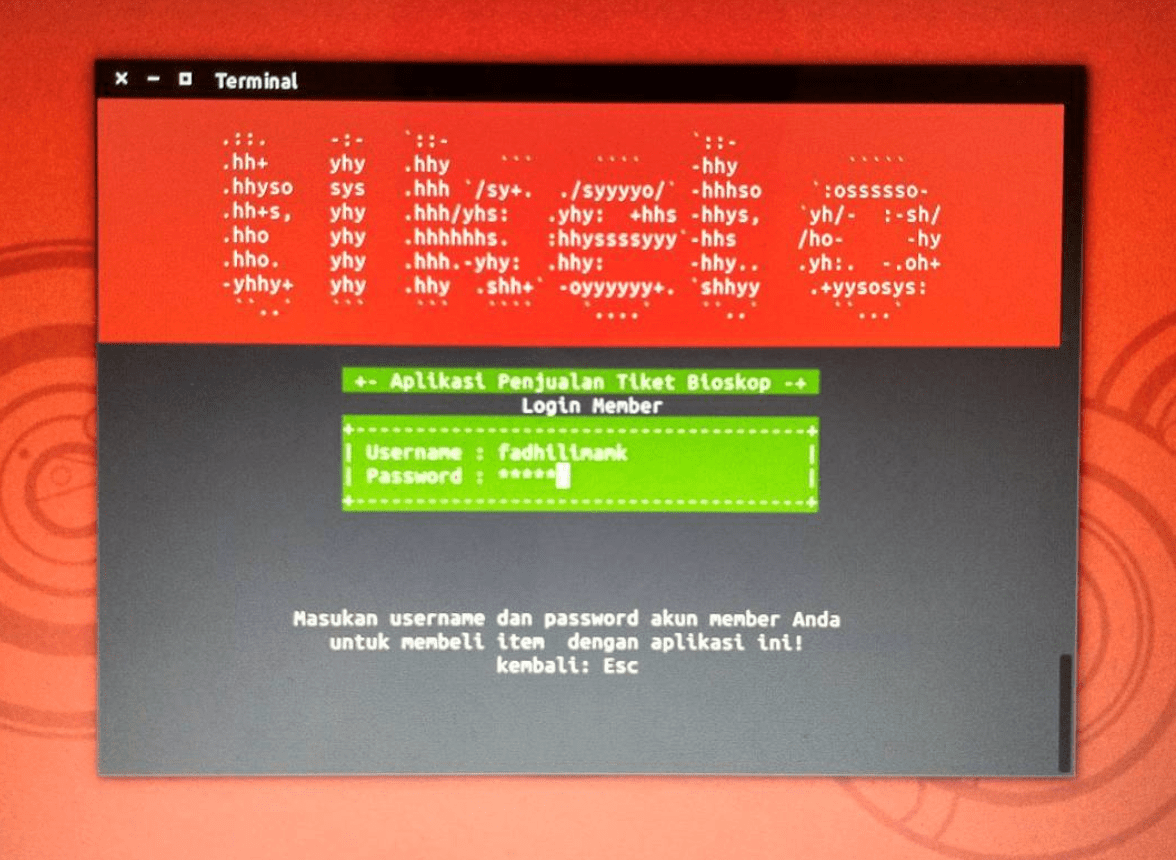 Terminal
.::.     -:-   `::-                    `::-
.hh+     yhy   .hhy    ```     ````   -hhy         `````
.hhyso   sys   .hhh `/sy+.  ./syyyyo/` -hhhso    `:ossssso-
.hh+s,   yhy   .hhh/yhs:   .yhy:  +hhs -hhys,   `yh/-  :-sh/
.hho     yhy   .hhhhhhs.   :hhyssssyyy`-hhs     /ho-     -hy
.hho.    yhy   .hhh.-yhy:  .hhy:       -hhy..   .yh:.  -.oh+
-yhhy+   yhy   .hhy  .shh+` -oyyyyyy+. `shhyy    .+yysosys:
 ``..`   ```   ```    ````    `....`    ``..`      ``...`
+- Aplikasi Penjualan Tiket Bioskop -+
Login Member
+---------------------------------------+
| Username : fadhilimamk |
| Password : ***** |
+---------------------------------------+
Masukan username dan password akun member Anda
untuk membeli item  dengan aplikasi ini!
kembali: Esc